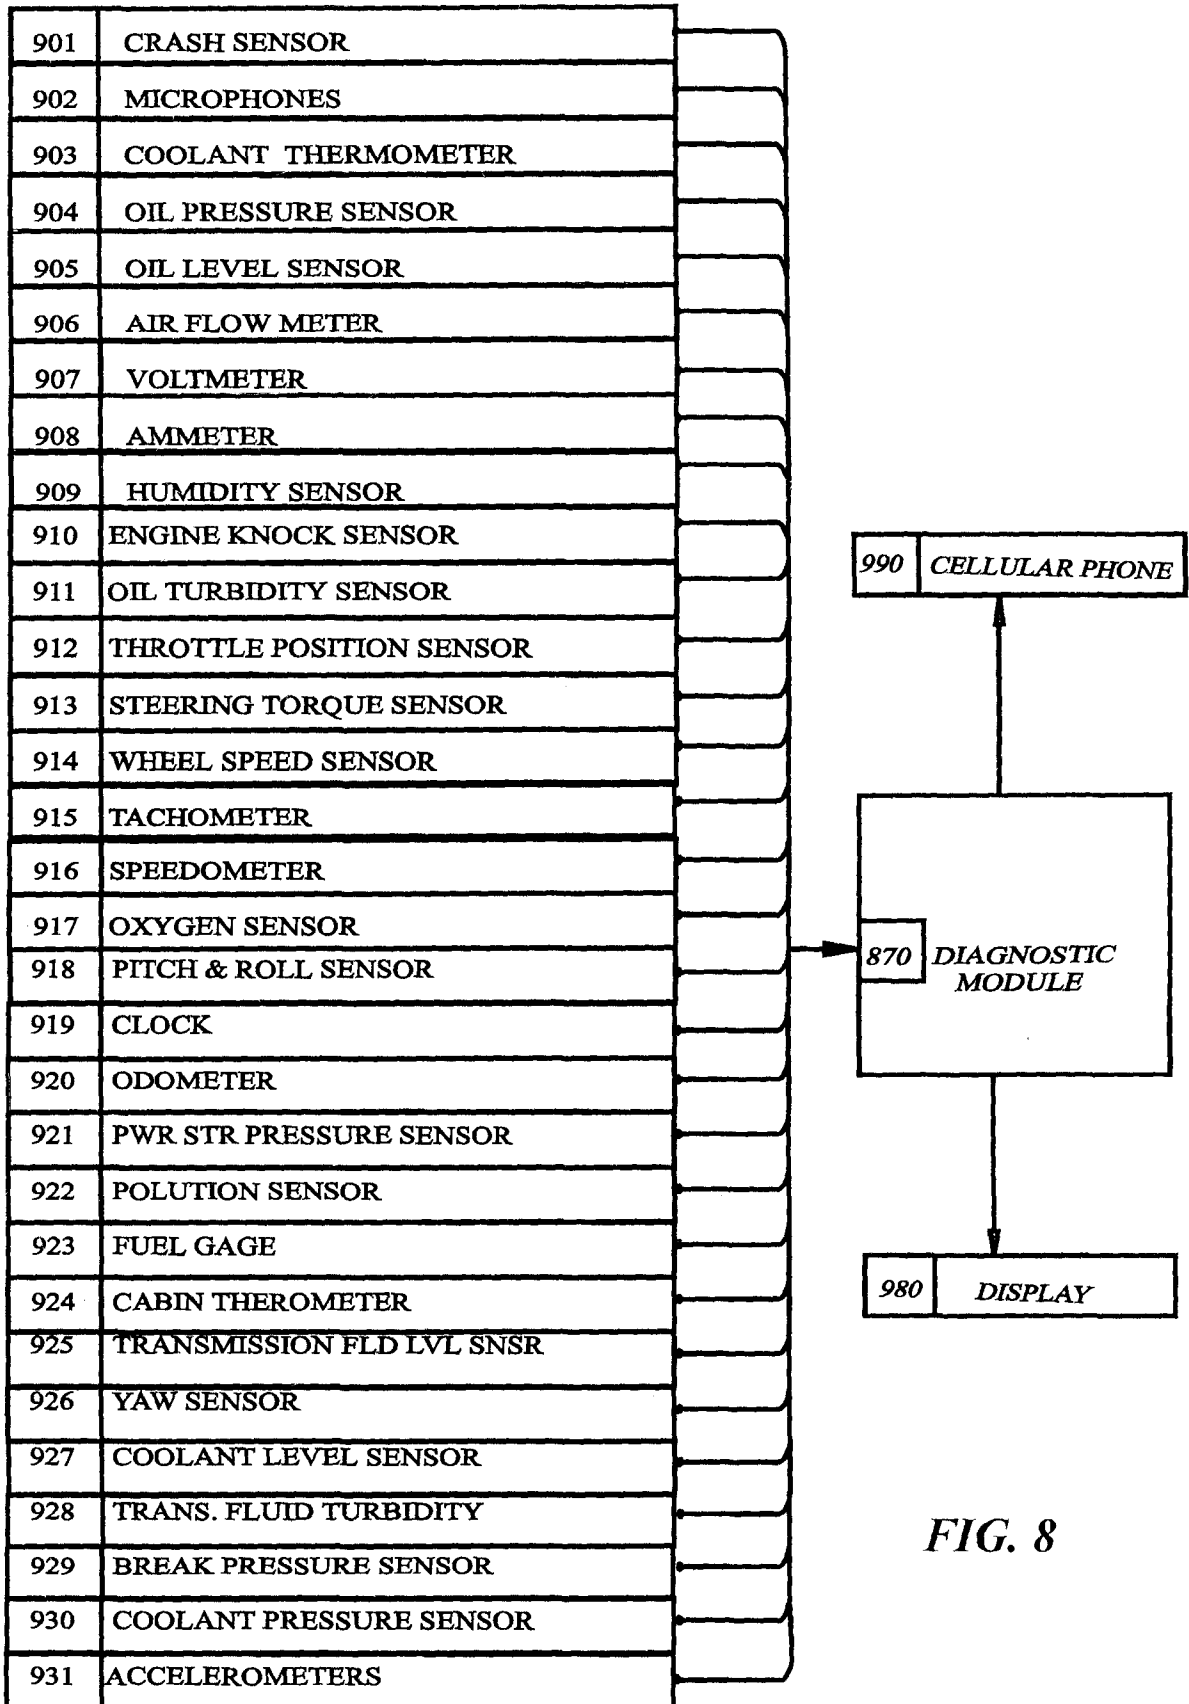 901 CRASH SENSOR
902 MICROPHONES
903 COOLANT THERMOMETER
904 OIL PRESSURE SENSOR
905 OIL LEVEL SENSOR
906 AIR FLOW METER
907 VOLTMETER
908 AMMETER
909 HUMIDITY SENSOR
910 ENGINE KNOCK SENSOR
911 OIL TURBIDITY SENSOR
912 THROTTLE POSITION SENSOR
913 STEERING TORQUE SENSOR
914 WHEEL SPEED SENSOR
915 TACHOMETER
916 SPEEDOMETER
917 OXYGEN SENSOR
918 PITCH & ROLL SENSOR
919 CLOCK
920 ODOMETER
921 PWR STR PRESSURE SENSOR
922 POLUTION SENSOR
923 FUEL GAGE
924 CABIN THEROMETER
925 TRANSMISSION FLD LVL SNSR
926 YAW SENSOR
927 COOLANT LEVEL SENSOR
928 TRANS. FLUID TURBIDITY
929 BREAK PRESSURE SENSOR
930 COOLANT PRESSURE SENSOR
931 ACCELEROMETERS
990 CELLULAR PHONE
870 DIAGNOSTIC
MODULE
980 DISPLAY
FIG. 8